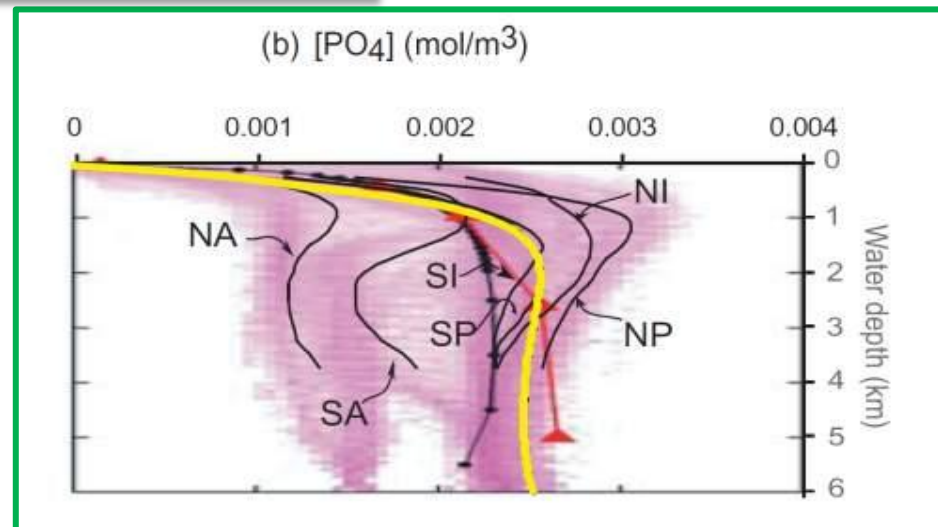 (b) [PO4] (mol/m3)
0 0.001 0.002 0.003 0.004
0
NI
1
NA
SI
2
SP
NP
3
SA
4
5
6
Water depth (km)